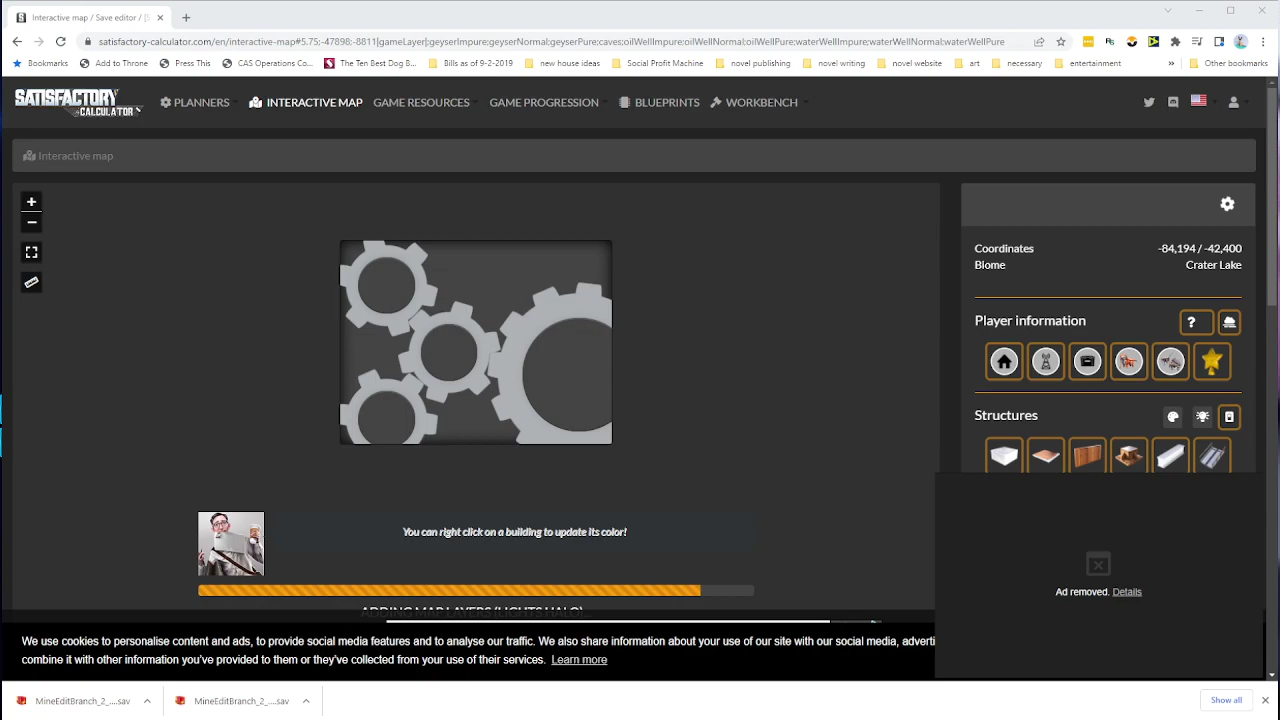 Interactive map / Save editor / [S
satisfactory-calculator.com/en/interactive-map#5.75;-47898;-8811|gameLayer|geyserImpure;geyserNormal;geyserPure;caves;oilWellImpure;oilWellNormal;oilWellPure;waterWellImpure;waterWellNormal;waterWellPure
Bookmarks Add to Throne Press This CAS Operations Co... The Ten Best Dog B... Bills as of 9-2-2019 new house ideas Social Profit Machine novel publishing novel writing novel website art necessary entertainment » Other bookmarks
SATISFACTORY
CALCULATOR
PLANNERS INTERACTIVE MAP GAME RESOURCES GAME PROGRESSION BLUEPRINTS WORKBENCH
Interactive map
+
−
Coordinates -84,194 / -42,400
Biome Crater Lake
Player information ?
Structures
You can right click on a building to update its color!
ADDING MAP LAYERS (LIGHTS HALO)...
Ad removed. Details
We use cookies to personalise content and ads, to provide social media features and to analyse our traffic. We also share information about your use of our site with our social media, adverti
combine it with other information you've provided to them or they've collected from your use of their services. Learn more
MineEditBranch_2_....sav MineEditBranch_2_....sav Show all